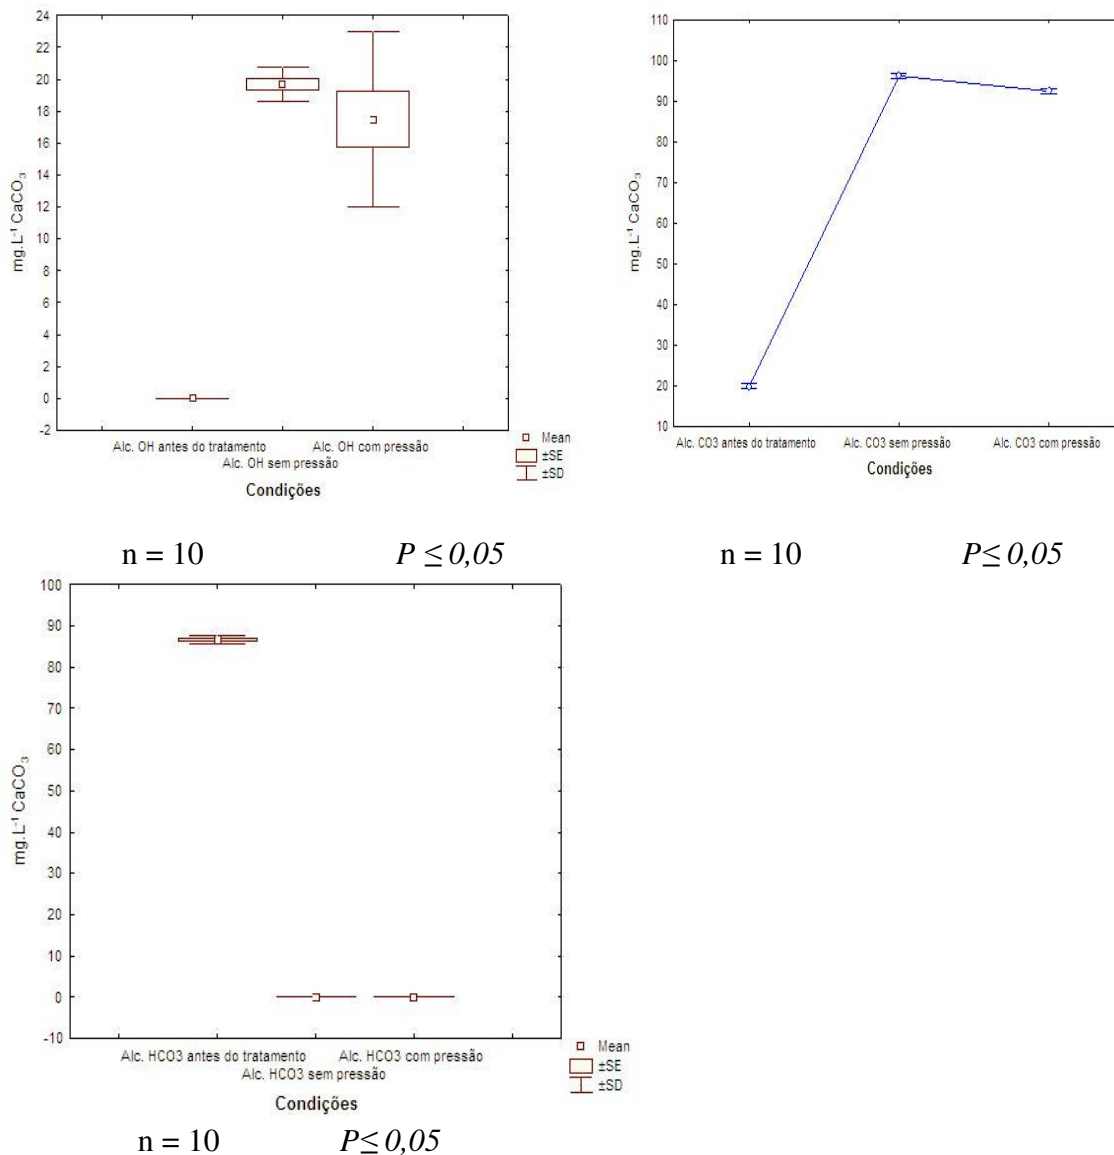 24
22
20
18
16
14
12
10
8
6
4
2
0
-2
mg.L⁻¹ CaCO₃
Alc. OH antes do tratamento Alc. OH com pressão
Alc. OH sem pressão
Condições
Mean
±SE
±SD
n = 10 P ≤ 0,05
110
100
90
80
70
60
50
40
30
20
10
mg.L⁻¹ CaCO₃
Alc. CO3 antes do tratamento Alc. CO3 sem pressão Alc. CO3 com pressão
Condições
n = 10 P≤ 0,05
100
90
80
70
60
50
40
30
20
10
0
-10
mg.L⁻¹ CaCO₃
Alc. HCO3 antes do tratamento Alc. HCO3 com pressão
Alc. HCO3 sem pressão
Condições
Mean
±SE
±SD
n = 10 P≤ 0,05